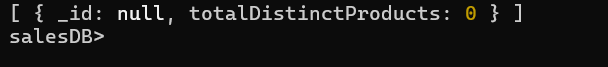 [ { _id: null, totalDistinctProducts: 0 } ]
salesDB>